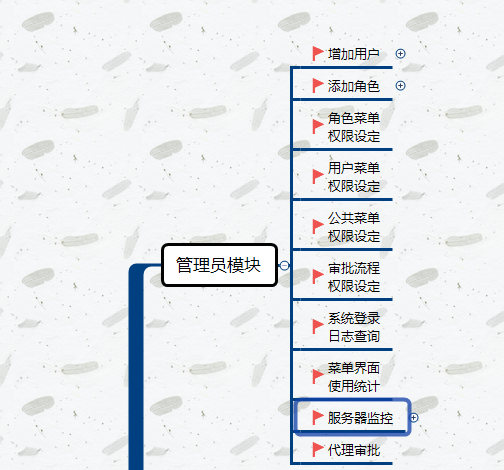 增加用户
添加角色
角色菜单
权限设定
用户菜单
权限设定
公共菜单
权限设定
管理员模块
审批流程
权限设定
系统登录
日志查询
菜单界面
使用统计
服务器监控
代理审批